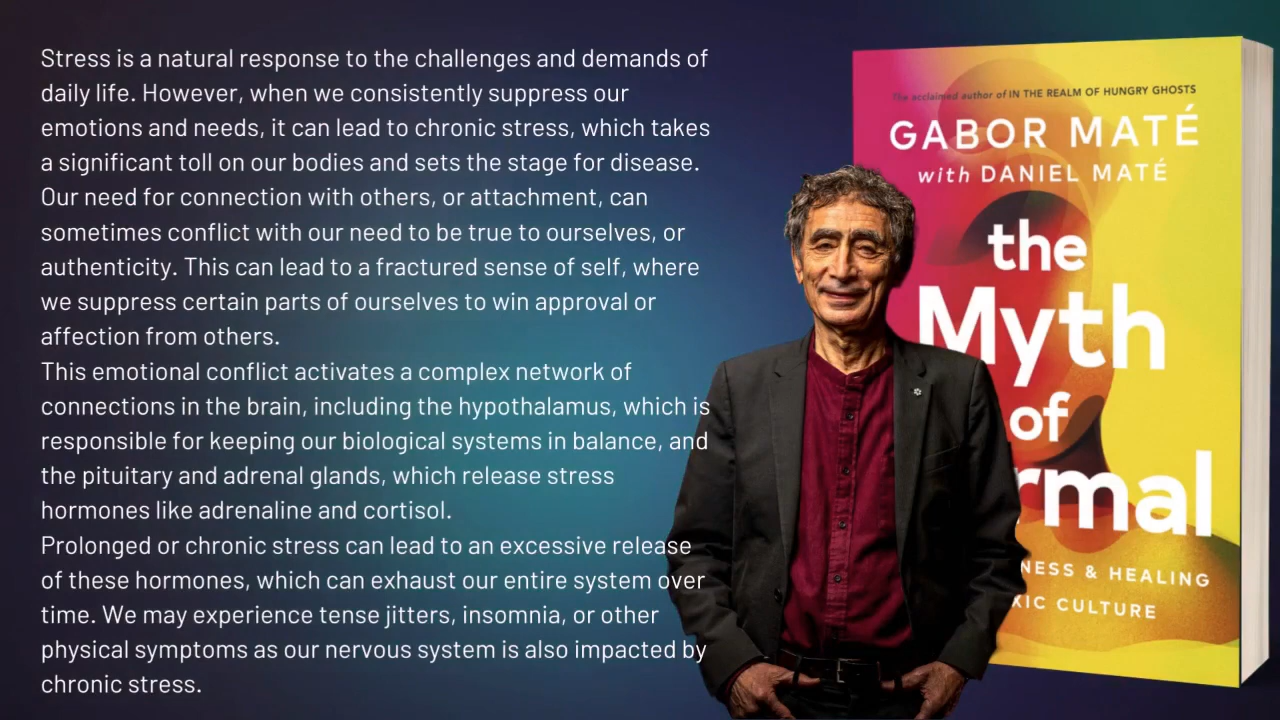 Stress is a natural response to the challenges and demands of
daily life. However, when we consistently suppress our
emotions and needs, it can lead to chronic stress, which takes
a significant toll on our bodies and sets the stage for disease.
Our need for connection with others, or attachment, can
sometimes conflict with our need to be true to ourselves, or
authenticity. This can lead to a fractured sense of self, where
we suppress certain parts of ourselves to win approval or
affection from others.
This emotional conflict activates a complex network of
connections in the brain, including the hypothalamus, which is
responsible for keeping our biological systems in balance, and
the pituitary and adrenal glands, which release stress
hormones like adrenaline and cortisol.
Prolonged or chronic stress can lead to an excessive release
of these hormones, which can exhaust our entire system over
time. We may experience tense jitters, insomnia, or other
physical symptoms as our nervous system is also impacted by
chronic stress.
The acclaimed author of IN THE REALM OF HUNGRY GHOSTS
GABOR MATÉ
with DANIEL MATÉ
the
Myth
of
rmal
NESS & HEALING
XIC CULTURE